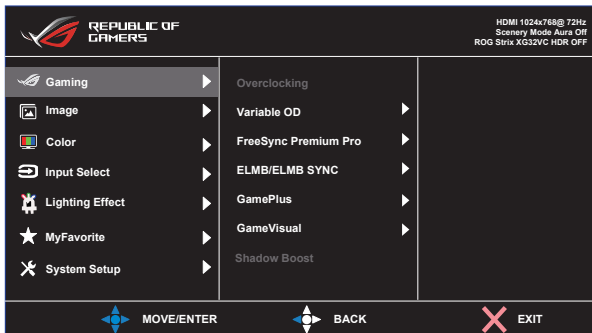 REPUBLIC OF
GAMERS
HDMI 1024x768@ 72Hz
Scenery Mode Aura Off
ROG Strix XG32VC HDR OFF
Gaming
Image
Color
Input Select
Lighting Effect
MyFavorite
System Setup
Overclocking
Variable OD
FreeSync Premium Pro
ELMB/ELMB SYNC
GamePlus
GameVisual
Shadow Boost
MOVE/ENTER
BACK
EXIT